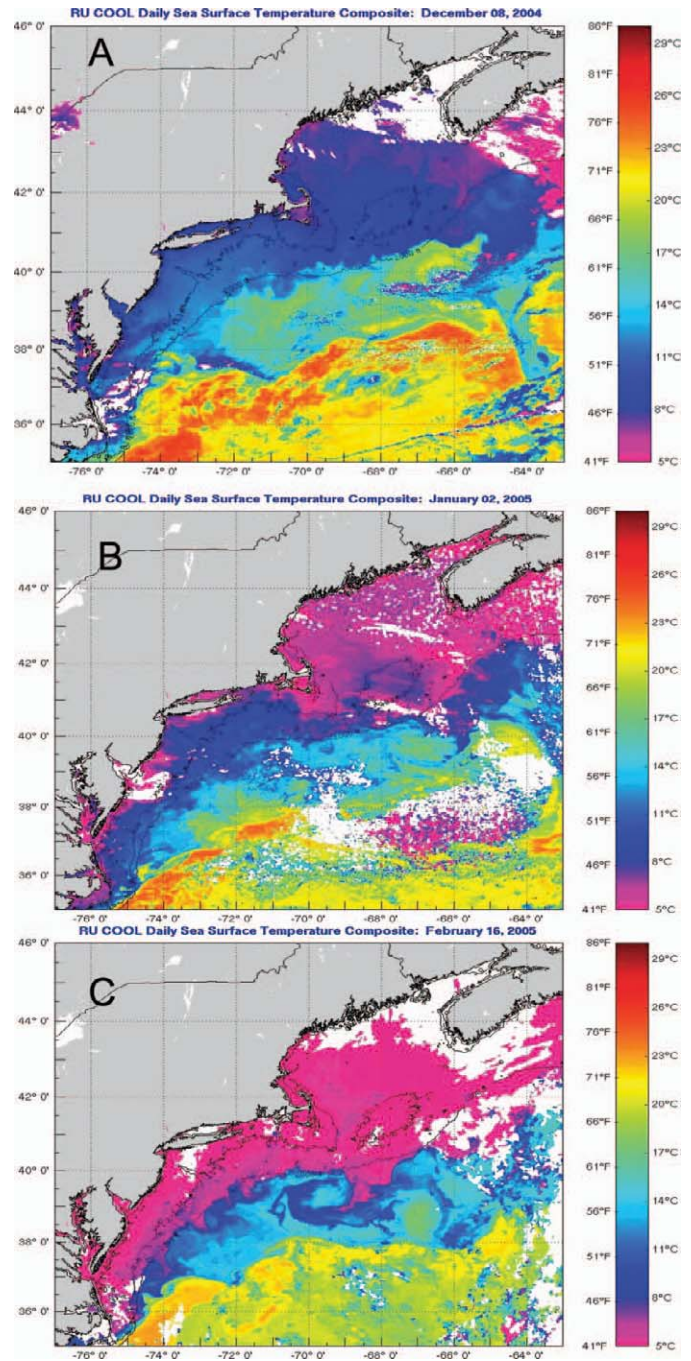 RU COOL Daily Sea Surface Temperature Composite: December 08, 2004
A
46° 0'
44° 0'
42° 0'
40° 0'
38° 0'
36° 0'
-76° 0' -74° 0' -72° 0' -70° 0' -68° 0' -66° 0' -64° 0'
86°F 29°C
81°F
77°F 26°C
71°F 23°C
66°F 20°C
61°F 17°C
56°F 14°C
51°F 11°C
46°F 8°C
41°F 5°C
RU COOL Daily Sea Surface Temperature Composite: January 02, 2005
B
46° 0'
44° 0'
42° 0'
40° 0'
38° 0'
36° 0'
-76° 0' -74° 0' -72° 0' -70° 0' -68° 0' -66° 0' -64° 0'
86°F 29°C
81°F
76°F 26°C
71°F 23°C
66°F 20°C
61°F 17°C
56°F 14°C
51°F 11°C
46°F 8°C
41°F 5°C
RU COOL Daily Sea Surface Temperature Composite: February 16, 2005
C
46° 0'
44° 0'
42° 0'
40° 0'
38° 0'
36° 0'
-76° 0' -74° 0' -72° 0' -70° 0' -68° 0' -66° 0' -64° 0'
86°F 29°C
81°F
76°F 26°C
71°F 23°C
66°F 20°C
61°F 17°C
56°F 14°C
51°F 11°C
46°F 8°C
41°F 5°C